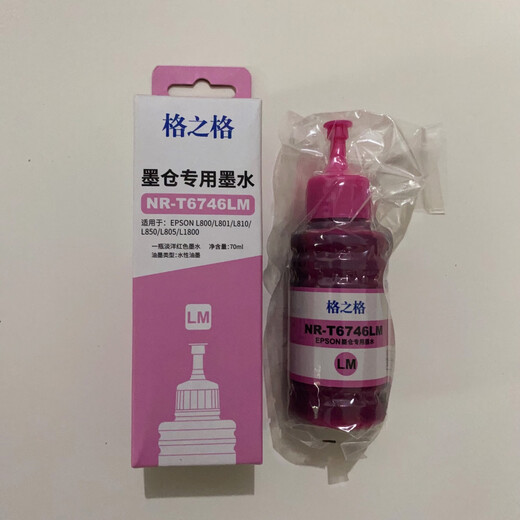 格之格
墨仓专用墨水
NR-T6746LM
适用于：EPSON L800/L801/L810/
L850/L805/L1800
一瓶淡洋红色墨水 净含量:70ml
油墨类型:水性油墨
LM
格之格
NR-T6746LM
EPSON墨仓专用墨水
LM